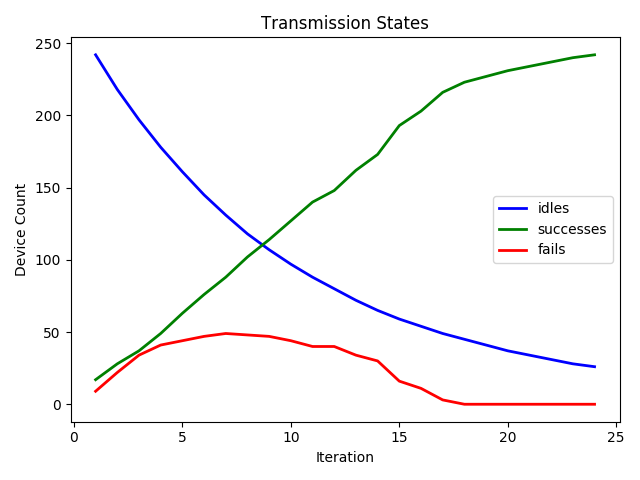 Transmission States
250
200
150
100
50
0
Device Count
idles
successes
fails
0 5 10 15 20 25
Iteration